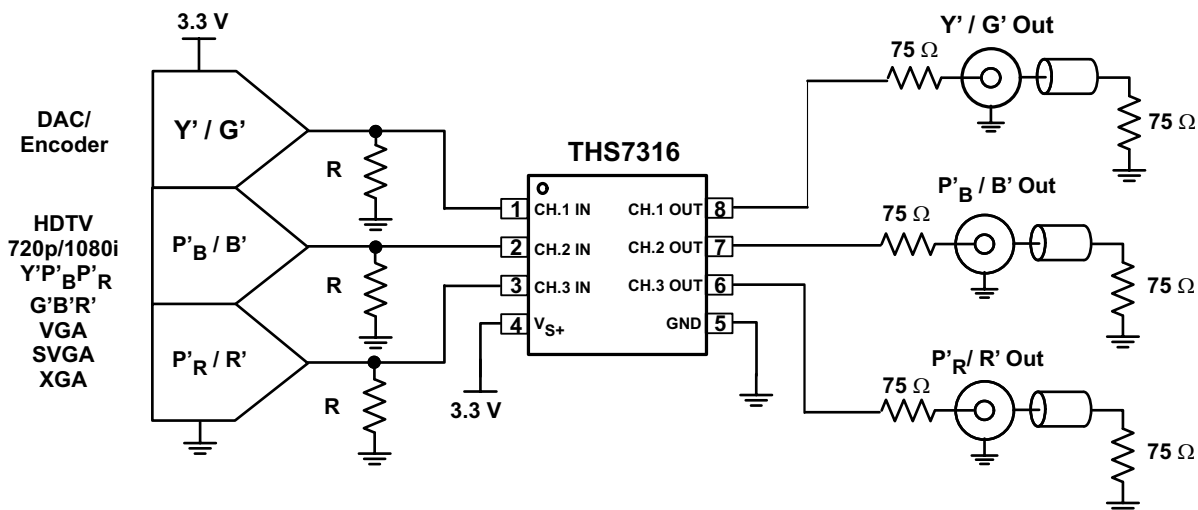 3.3 V
DAC/
Encoder
HDTV
720p/1080i
Y'P'BP'R
G'B'R'
VGA
SVGA
XGA
Y' / G'
P'B / B'
P'R / R'
R
R
R
THS7316
1 CH.1 IN
2 CH.2 IN
3 CH.3 IN
4 VS+
CH.1 OUT 8
CH.2 OUT 7
CH.3 OUT 6
GND 5
3.3 V
Y' / G' Out
75 Ω
75 Ω
P'B / B' Out
75 Ω
75 Ω
P'R/ R' Out
75 Ω
75 Ω